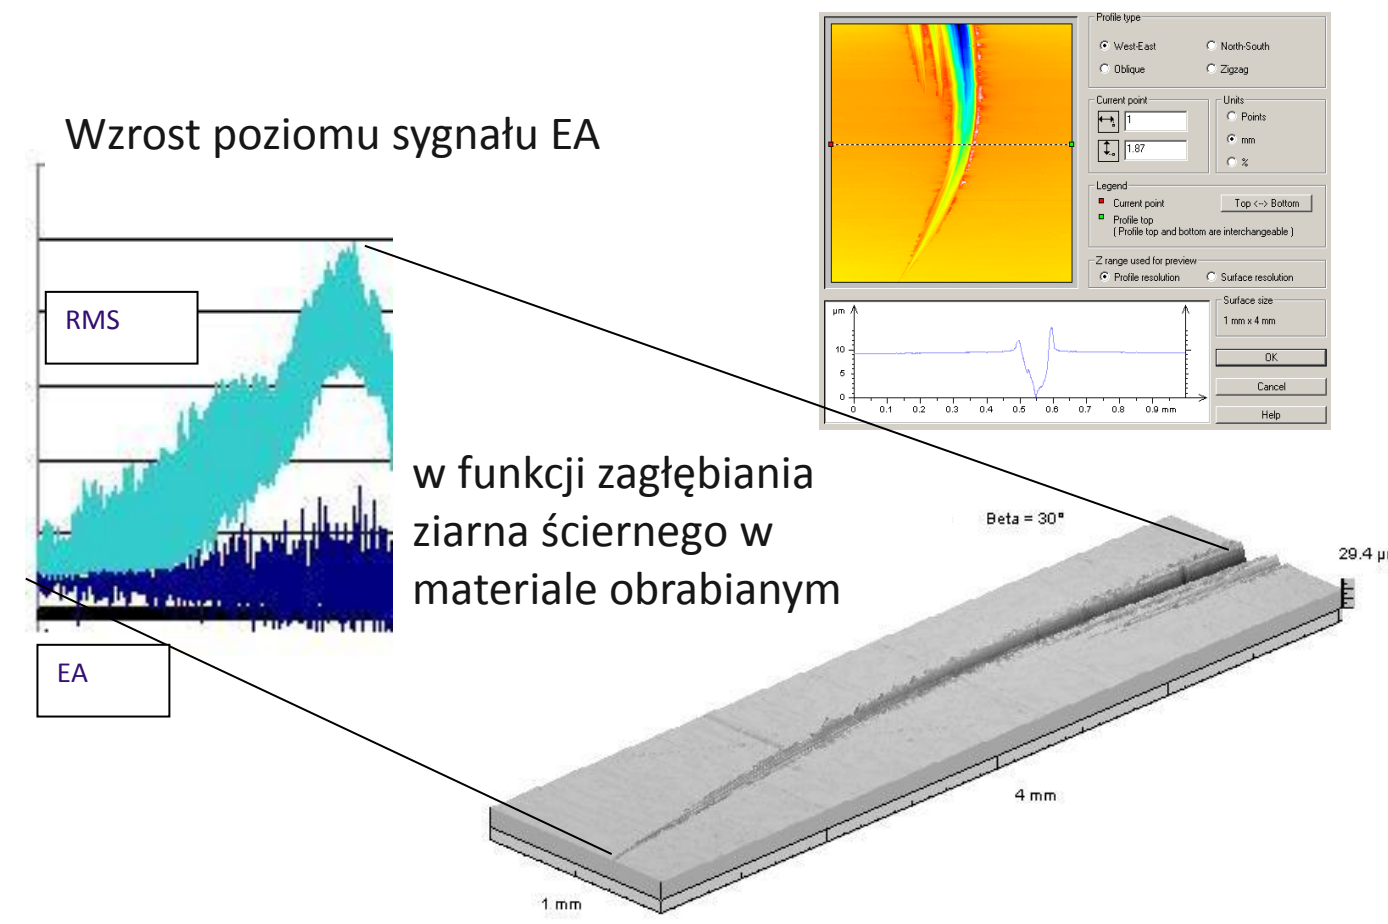 Wzrost poziomu sygnału EA
RMS
EA
w funkcji zagłębiania
ziarna ściernego w
materiale obrabianym
Profile type
West-East
North-South
Oblique
Zigzag
Current point
1
1.87
Units
Points
mm
%
Legend
Current point
Top <--> Bottom
Profile top
( Profile top and bottom are interchangeable )
Z range used for preview
Profile resolution
Surface resolution
µm
10
5
0
0 0.1 0.2 0.3 0.4 0.5 0.6 0.7 0.8 0.9 mm
Surface size
1 mm x 4 mm
OK
Cancel
Help
Beta = 30°
29.4 µ
4 mm
1 mm